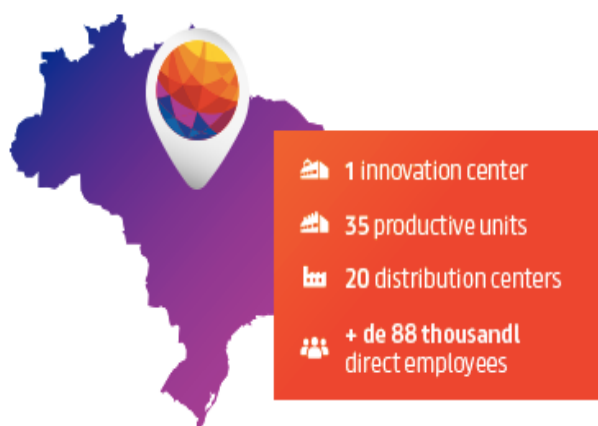 1 innovation center
35 productive units
20 distribution centers
+ de 88 thousandl
direct employees